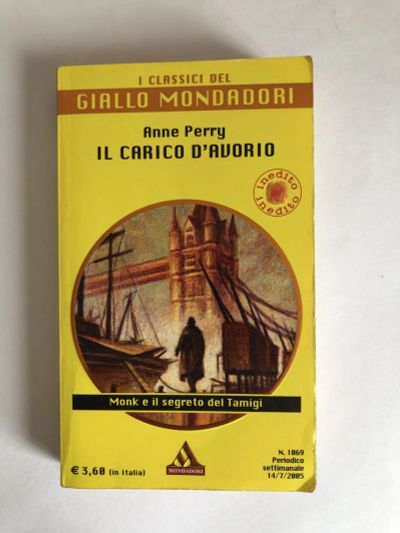 I CLASSICI DEL
GIALLO MONDADORI
Anne Perry
IL CARICO D'AVORIO
inedito
inedito
Monk e il segreto del Tamigi
€ 3,60 (in Italia)
MONDADORI
N. 1069
Periodico
settimanale
14/7/2005